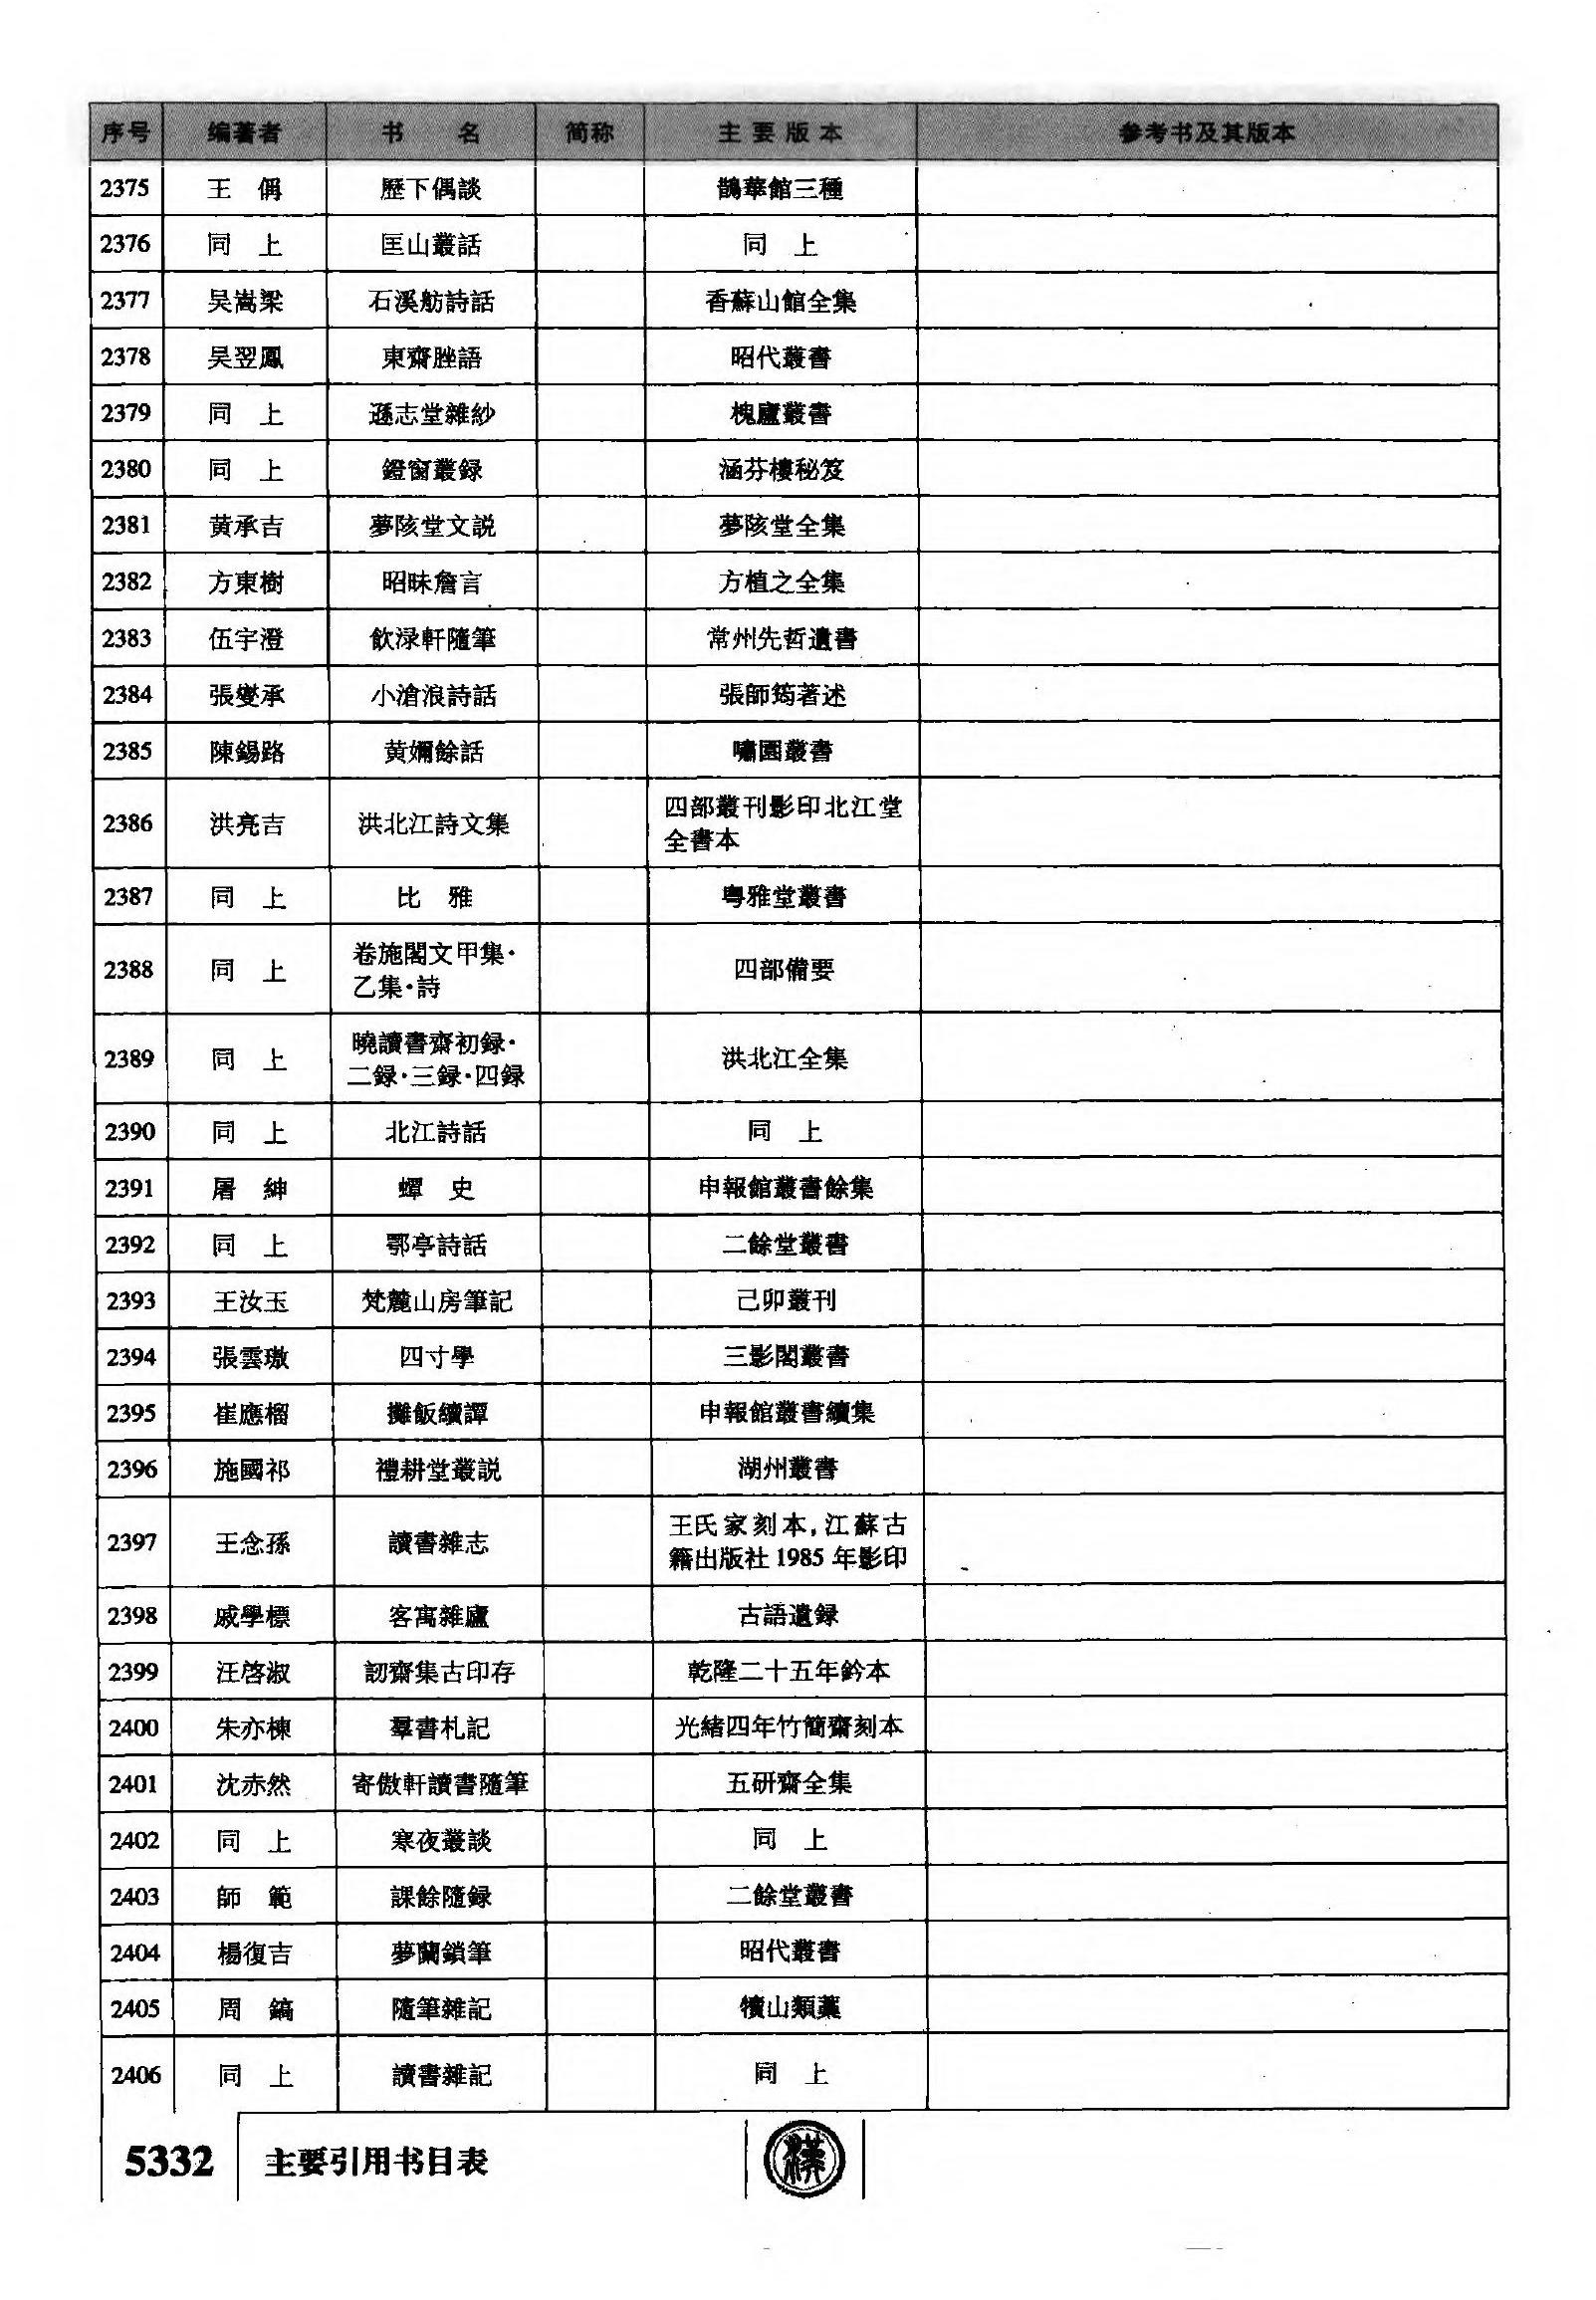 序号 编著者 书 名 简称 主要版本 参考书及其版本
2375 王 偁 歷下偶談 鵲華館三種
2376 同 上 匡山叢話 同 上
2377 吴嵩梁 石溪舫詩話 香蘇山館全集
2378 吴翌鳳 東齋脞語 昭代叢書
2379 同 上 遜志堂雜紗 槐廬叢書
2380 同 上 鐙窗叢録 涵芬樓秘笈
2381 黄承吉 夢陔堂文説 夢陔堂全集
2382 方東樹 昭昧詹言 方植之全集
2383 伍宇澄 飲渌軒隨筆 常州先哲遺書
2384 張燮承 小滄浪詩話 張師筠著述
2385 陳錫路 黄嬭餘話 嘯園叢書
2386 洪亮吉 洪北江詩文集 四部叢刊影印北江堂
全書本
2387 同 上 比 雅 粤雅堂叢書
2388 同 上 卷施閣文甲集·
乙集·詩 四部備要
2389 同 上 曉讀書齋初録·
二録·三録·四録 洪北江全集
2390 同 上 北江詩話 同 上
2391 屠 紳 蟫 史 申報館叢書餘集
2392 同 上 鄂亭詩話 二餘堂叢書
2393 王汝玉 梵麓山房筆記 己卯叢刊
2394 張雲璈 四寸學 三影閣叢書
2395 崔應榴 攤飯續譚 申報館叢書續集
2396 施國祁 禮耕堂叢説 湖州叢書
2397 王念孫 讀書雜志 王氏家刻本,江蘇古
籍出版社1985年影印
2398 戚學標 客寓雜廬 古語遺録
2399 汪啓淑 訒齋集古印存 乾隆二十五年鈐本
2400 朱亦棟 羣書札記 光緒四年竹簡齋刻本
2401 沈赤然 寄傲軒讀書隨筆 五研齋全集
2402 同 上 寒夜叢談 同 上
2403 師 範 課餘隨録 二餘堂叢書
2404 楊復吉 夢蘭鎖筆 昭代叢書
2405 周 鎬 隨筆雜記 犢山類藁
2406 同 上 讀書雜記 同 上
5332 主要引用书目表 漢